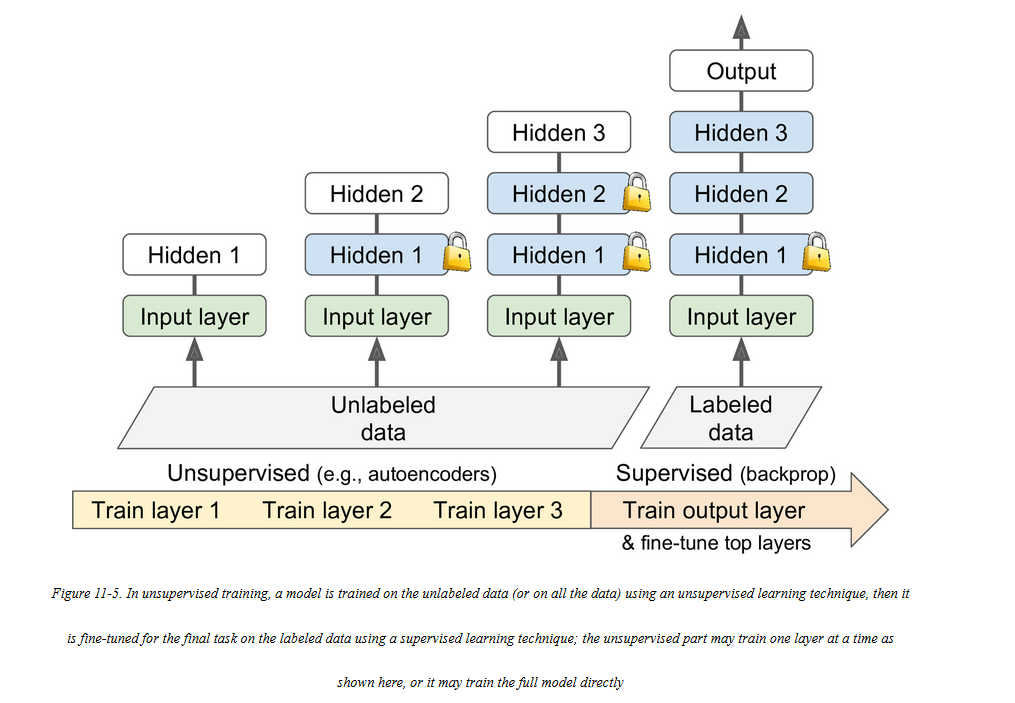 Output
Hidden 3
Hidden 3
Hidden 2
Hidden 2
Hidden 2
Hidden 1
Hidden 1
Hidden 1
Hidden 1
Input layer
Input layer
Input layer
Input layer
Unlabeled
data
Labeled
data
Unsupervised (e.g., autoencoders)
Supervised (backprop)
Train layer 1
Train layer 2
Train layer 3
Train output layer
& fine-tune top layers
Figure 11-5. In unsupervised training, a model is trained on the unlabeled data (or on all the data) using an unsupervised learning technique, then it
is fine-tuned for the final task on the labeled data using a supervised learning technique; the unsupervised part may train one layer at a time as
shown here, or it may train the full model directly